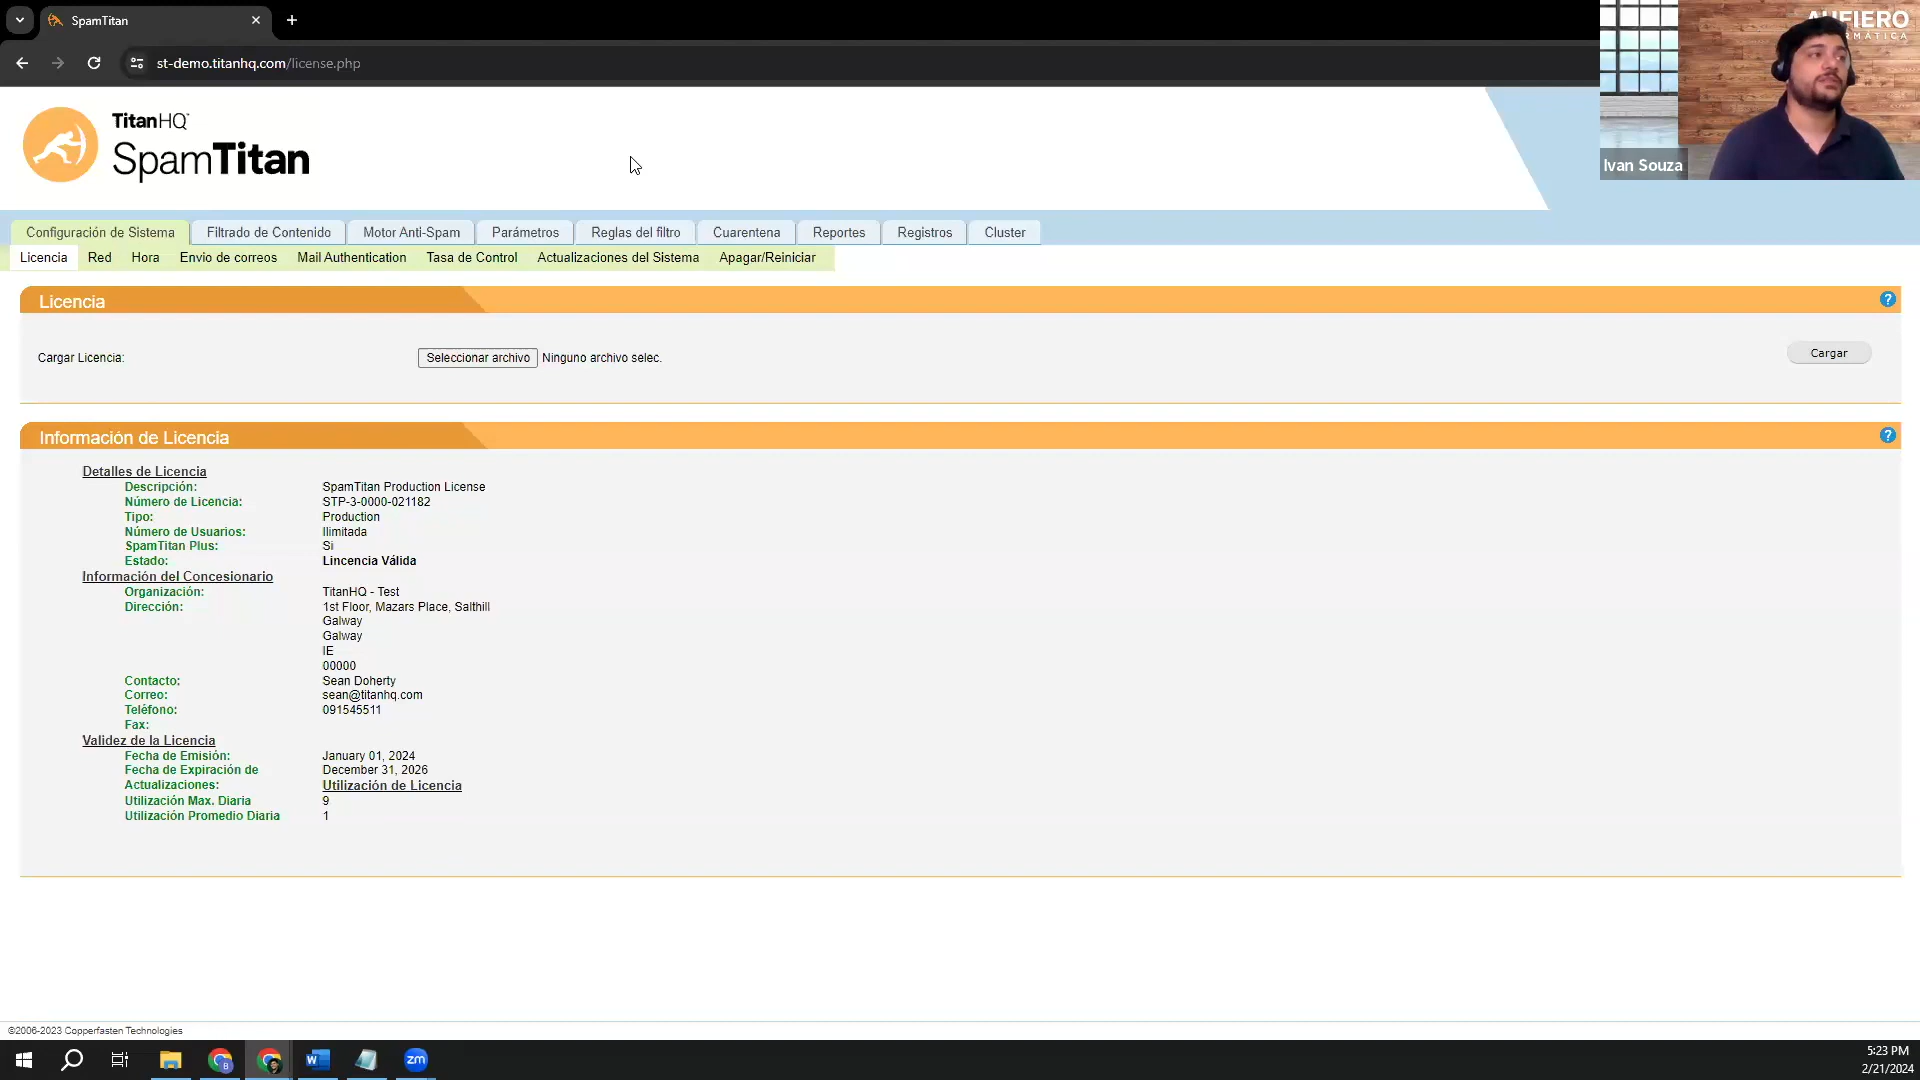 SpamTitan
st-demo.titanhq.com/license.php
AUFIERO
INFORMÁTICA
Ivan Souza
TitanHQ
SpamTitan
Configuración de Sistema
Filtrado de Contenido
Motor Anti-Spam
Parámetros
Reglas del filtro
Cuarentena
Reportes
Registros
Cluster
Licencia
Red
Hora
Envio de correos
Mail Authentication
Tasa de Control
Actualizaciones del Sistema
Apagar/Reiniciar
Licencia
?
Cargar Licencia:
Seleccionar archivo
Ninguno archivo selec.
Cargar
Información de Licencia
?
Detalles de Licencia
Descripción: SpamTitan Production License
Número de Licencia: STP-3-0000-021182
Tipo: Production
Número de Usuarios: Ilimitada
SpamTitan Plus: Si
Estado: Lincencia Válida
Información del Concesionario
Organización: TitanHQ - Test
Dirección: 1st Floor, Mazars Place, Salthill
Galway
Galway
IE
00000
Contacto: Sean Doherty
Correo: sean@titanhq.com
Teléfono: 091545511
Fax:
Validez de la Licencia
Fecha de Emisión: January 01, 2024
Fecha de Expiración de December 31, 2026
Actualizaciones: Utilización de Licencia
Utilización Max. Diaria 9
Utilización Promedio Diaria 1
©2006-2023 Copperfasten Technologies
B
W
zm
5:23 PM
2/21/2024